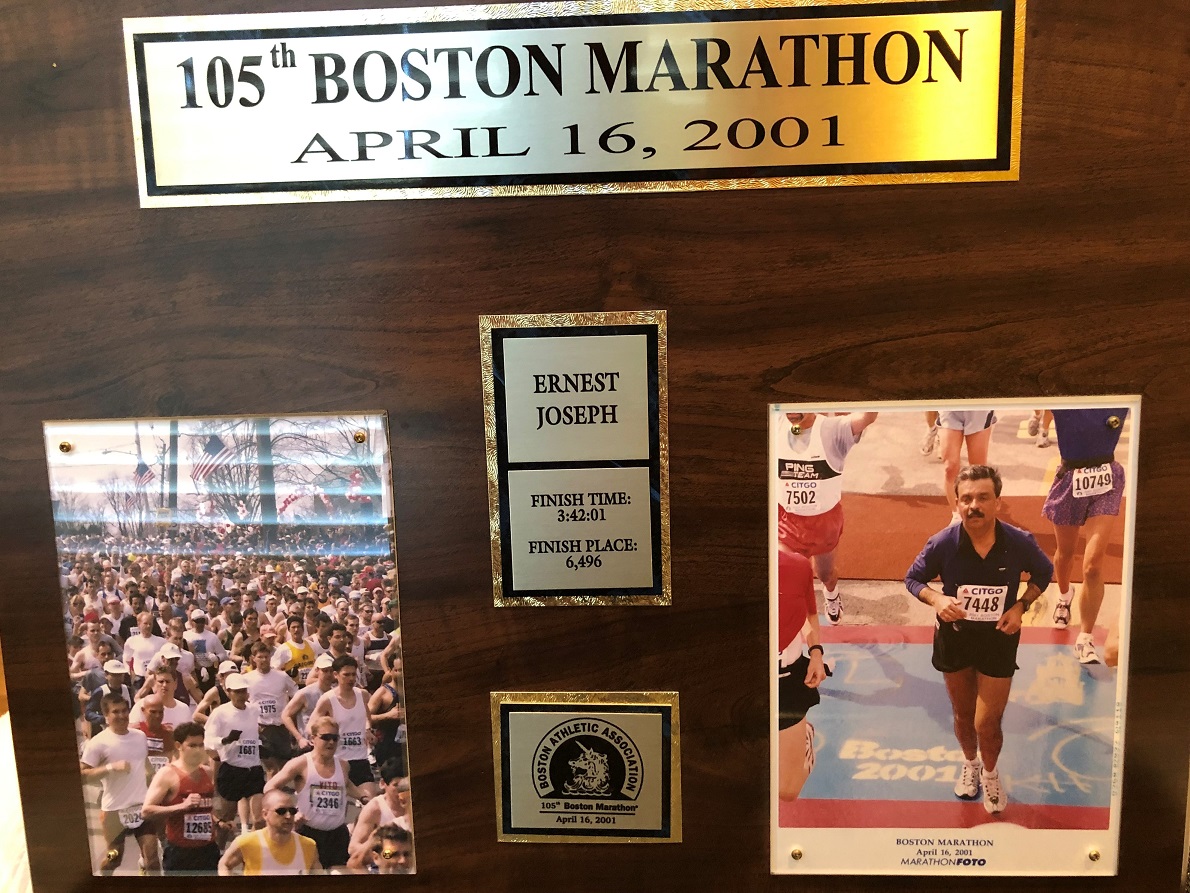 105th BOSTON MARATHON
APRIL 16, 2001
ERNEST
JOSEPH
FINISH TIME:
3:42:01
FINISH PLACE:
6,496
BOSTON ATHLETIC ASSOCIATION
105th Boston Marathon
April 16, 2001
1975
1687
1663
CITGO
2346
12685
PING
TEAM
CITGO
7502
CITGO
10749
CITGO
7448
Boston
2001
BOSTON MARATHON
April 16, 2001
MARATHONFOTO